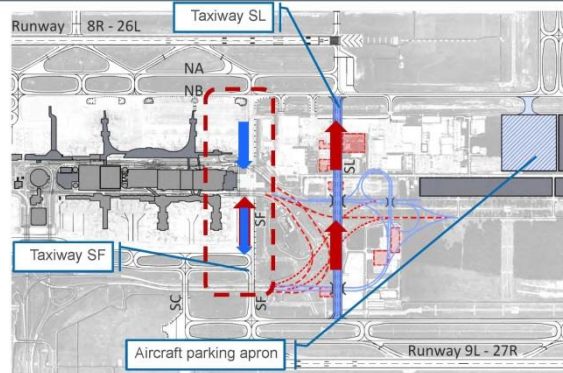 Taxiway SL
Runway 8R - 26L
NA
NB
SL
SF
Taxiway SF
SC
SF
Aircraft parking apron
Runway 9L - 27R